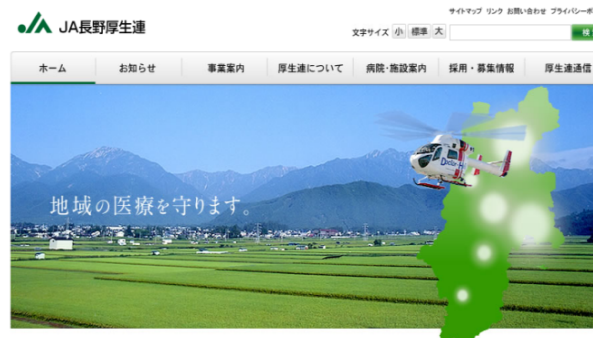 サイトマップ リンク お問い合わせ プライバシーポ
JA長野厚生連
文字サイズ 小 標準 大
検
ホーム お知らせ 事業案内 厚生連について 病院・施設案内 採用・募集情報 厚生連通信
Doctor-H
地域の医療を守ります。